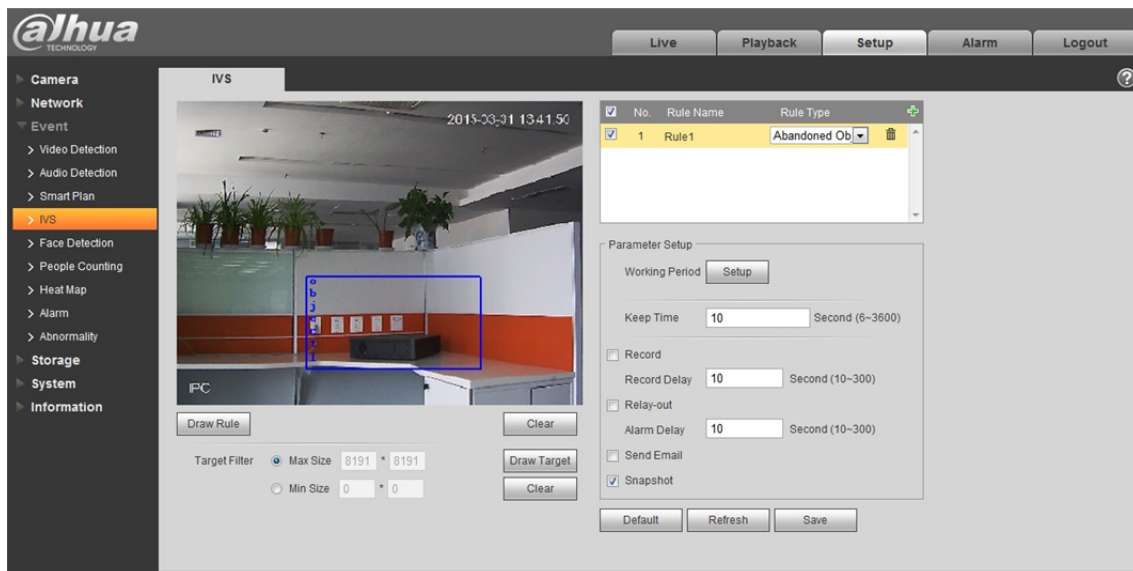 alhua
TECHNOLOGY
Live
Playback
Setup
Alarm
Logout
Camera
Network
Event
Video Detection
Audio Detection
Smart Plan
IVS
Face Detection
People Counting
Heat Map
Alarm
Abnormality
Storage
System
Information
IVS
2015-03-31 13:41:50
object1
IPC
Draw Rule
Clear
Target Filter Max Size 8191 * 8191 Draw Target
Min Size 0 * 0 Clear
No. Rule Name Rule Type
1 Rule1 Abandoned Ob
Parameter Setup
Working Period Setup
Keep Time 10 Second (6~3600)
Record
Record Delay 10 Second (10~300)
Relay-out
Alarm Delay 10 Second (10~300)
Send Email
Snapshot
Default Refresh Save